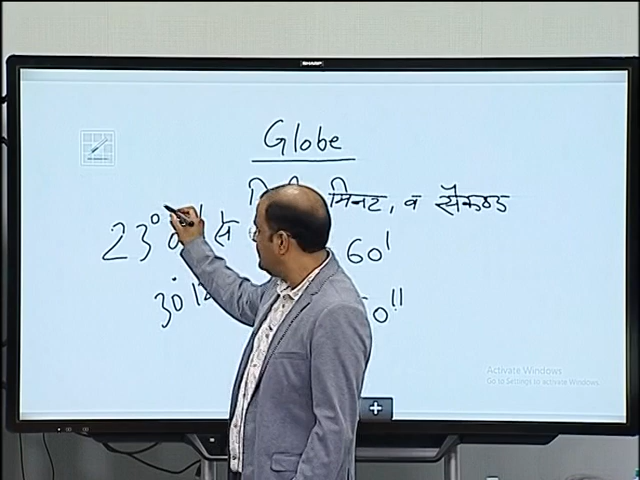 SHARP
Globe
मिनट, व सेकण्ड
23° से 60'
30
Activate Windows
Go to Settings to activate Windows.